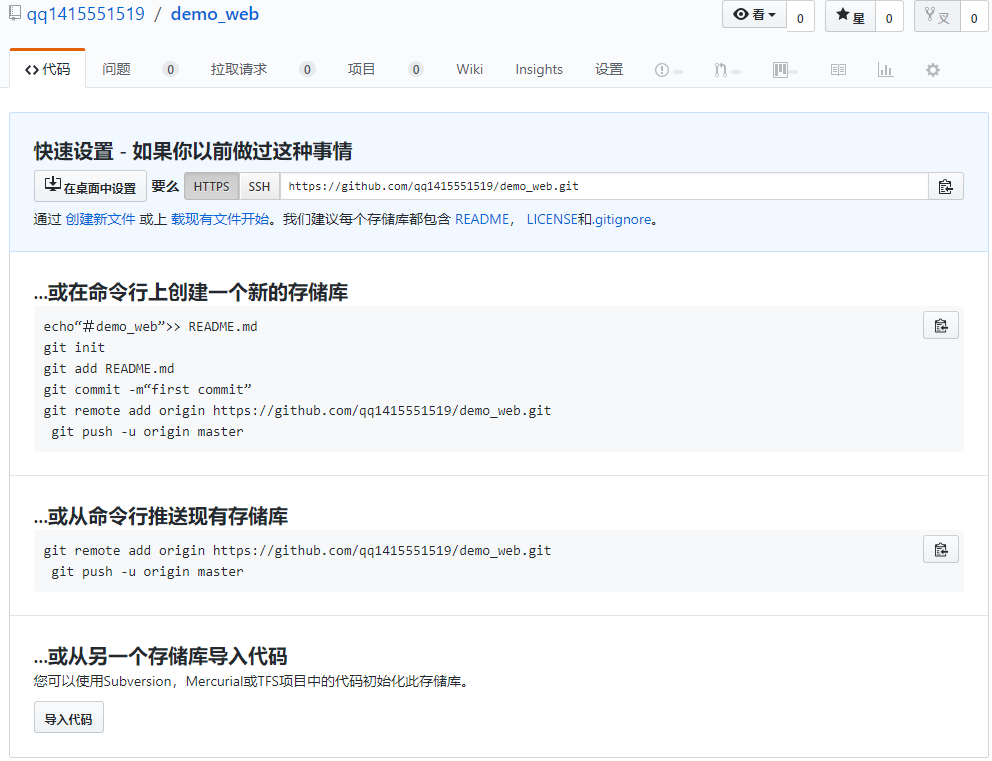 qq1415551519 / demo_web
看 0 星 0 叉 0
代码 问题 0 拉取请求 0 项目 0 Wiki Insights 设置
快速设置 - 如果你以前做过这种事情
在桌面中设置 要么 HTTPS SSH https://github.com/qq1415551519/demo_web.git
通过 创建新文件 或上 载现有文件开始。我们建议每个存储库都包含 README， LICENSE和.gitignore。
...或在命令行上创建一个新的存储库
echo“＃demo_web”>> README.md
git init
git add README.md
git commit -m“first commit”
git remote add origin https://github.com/qq1415551519/demo_web.git
git push -u origin master
...或从命令行推送现有存储库
git remote add origin https://github.com/qq1415551519/demo_web.git
git push -u origin master
...或从另一个存储库导入代码
您可以使用Subversion，Mercurial或TFS项目中的代码初始化此存储库。
导入代码